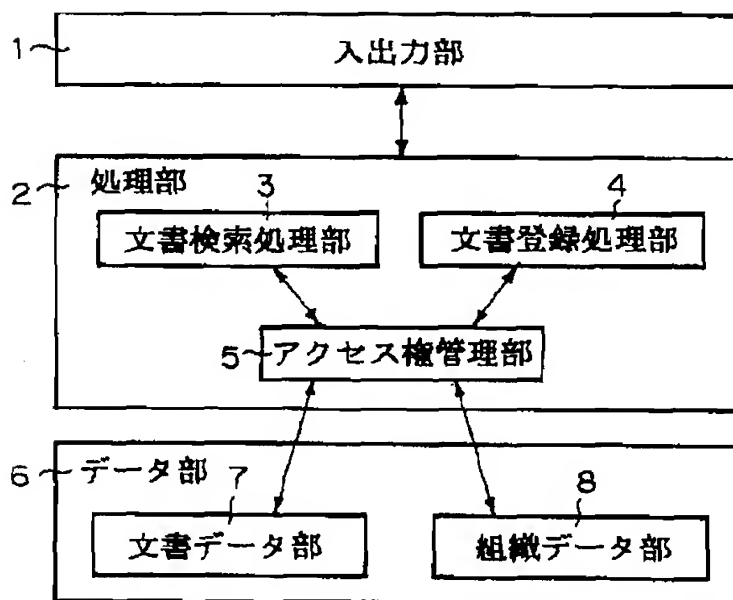 1 入出力部
2 処理部
3 4
文書検索処理部 文書登録処理部
5 アクセス権管理部
6 データ部
7 8
文書データ部 組織データ部